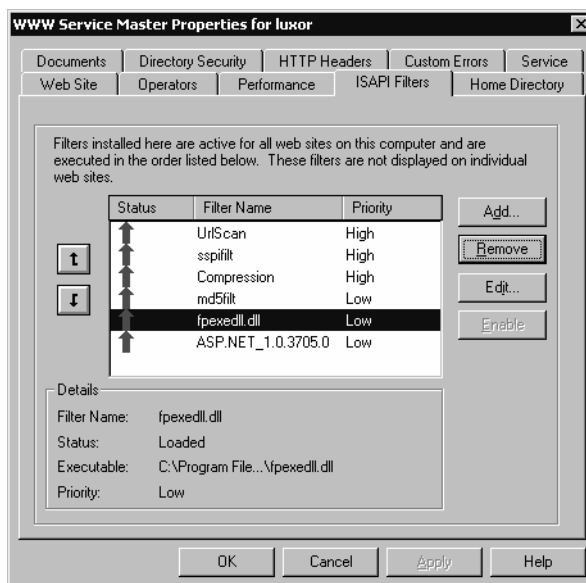 WWW Service Master Properties for luxor
Documents Directory Security HTTP Headers Custom Errors Service
Web Site Operators Performance ISAPI Filters Home Directory
Filters installed here are active for all web sites on this computer and are
executed in the order listed below.  These filters are not displayed on individual
web sites.
Status Filter Name Priority
UrlScan High
sspifilt High
Compression High
md5filt Low
fpexedll.dll Low
ASP.NET_1.0.3705.0 Low
Add...
Remove
Edit...
Enable
Details
Filter Name: fpexedll.dll
Status: Loaded
Executable: C:\Program File...\fpexedll.dll
Priority: Low
OK Cancel Apply Help